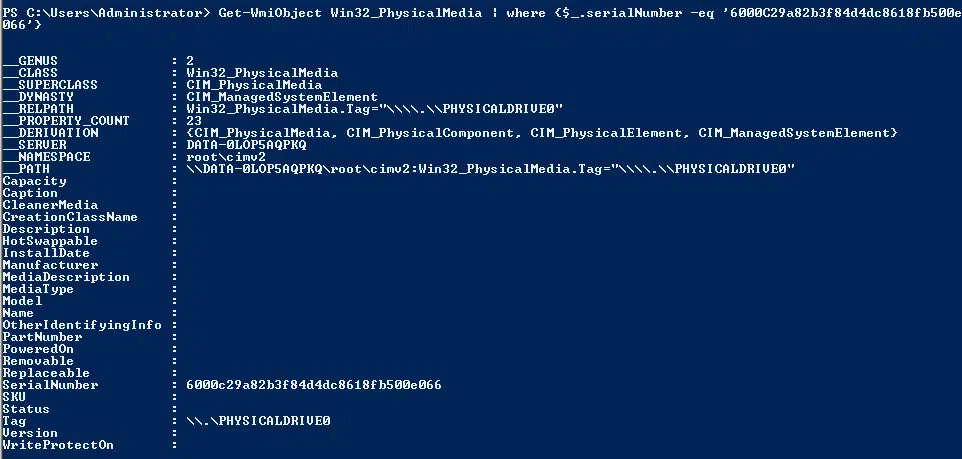 PS C:\Users\Administrator> Get-WmiObject Win32_PhysicalMedia | where {$_.serialNumber -eq '6000C29a82b3f84d4dc8618fb500e
066'}
__GENUS : 2
__CLASS : Win32_PhysicalMedia
__SUPERCLASS : CIM_PhysicalMedia
__DYNASTY : CIM_ManagedSystemElement
__RELPATH : Win32_PhysicalMedia.Tag="\\\\.\\PHYSICALDRIVE0"
__PROPERTY_COUNT : 23
__DERIVATION : {CIM_PhysicalMedia, CIM_PhysicalComponent, CIM_PhysicalElement, CIM_ManagedSystemElement}
__SERVER : DATA-0LOP5AQPKQ
__NAMESPACE : root\cimv2
__PATH : \\DATA-0LOP5AQPKQ\root\cimv2:Win32_PhysicalMedia.Tag="\\\\.\\PHYSICALDRIVE0"
Capacity :
Caption :
CleanerMedia :
CreationClassName :
Description :
HotSwappable :
InstallDate :
Manufacturer :
MediaDescription :
MediaType :
Model :
Name :
OtherIdentifyingInfo :
PartNumber :
PoweredOn :
Removable :
Replaceable :
SerialNumber : 6000c29a82b3f84d4dc8618fb500e066
SKU :
Status :
Tag : \\.\PHYSICALDRIVE0
Version :
WriteProtectOn :